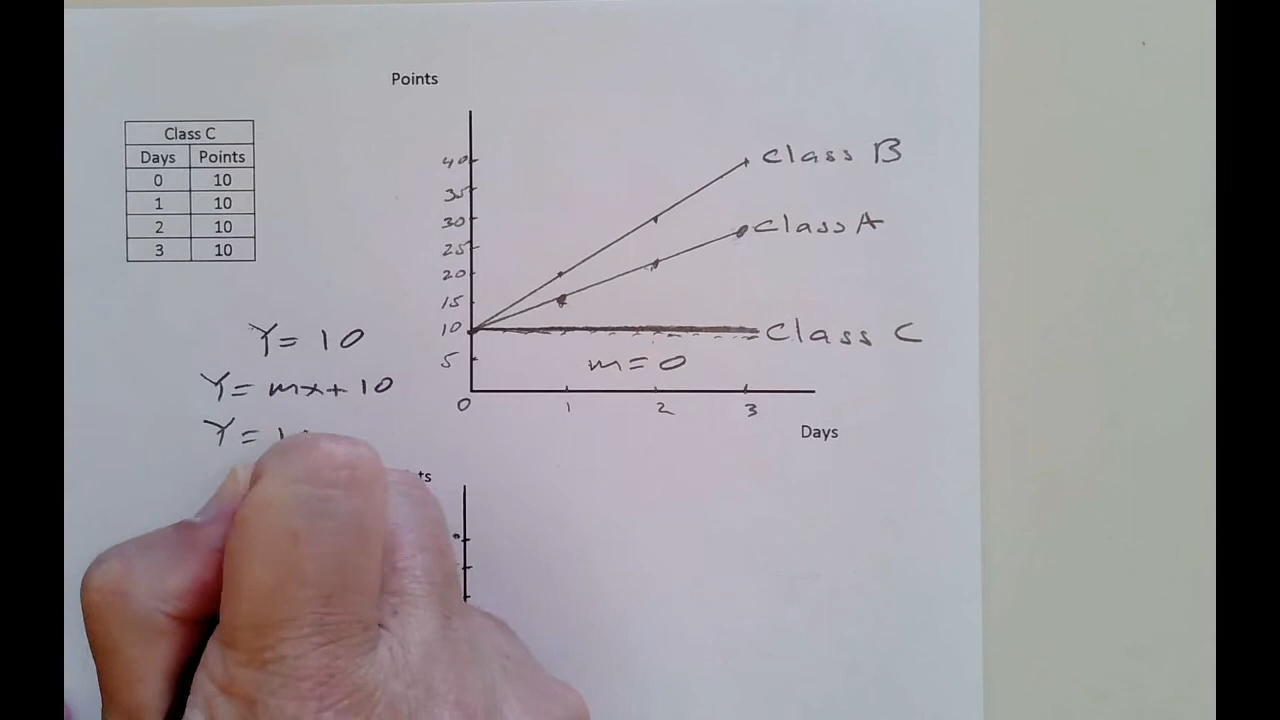 Points
Class C
Days Points
0 10
1 10
2 10
3 10
40
35
30
25
20
15
10
5
0 1 2 3
Class B
Class A
Class C
m = 0
Days
Y = 10
Y = mx + 10
Y =